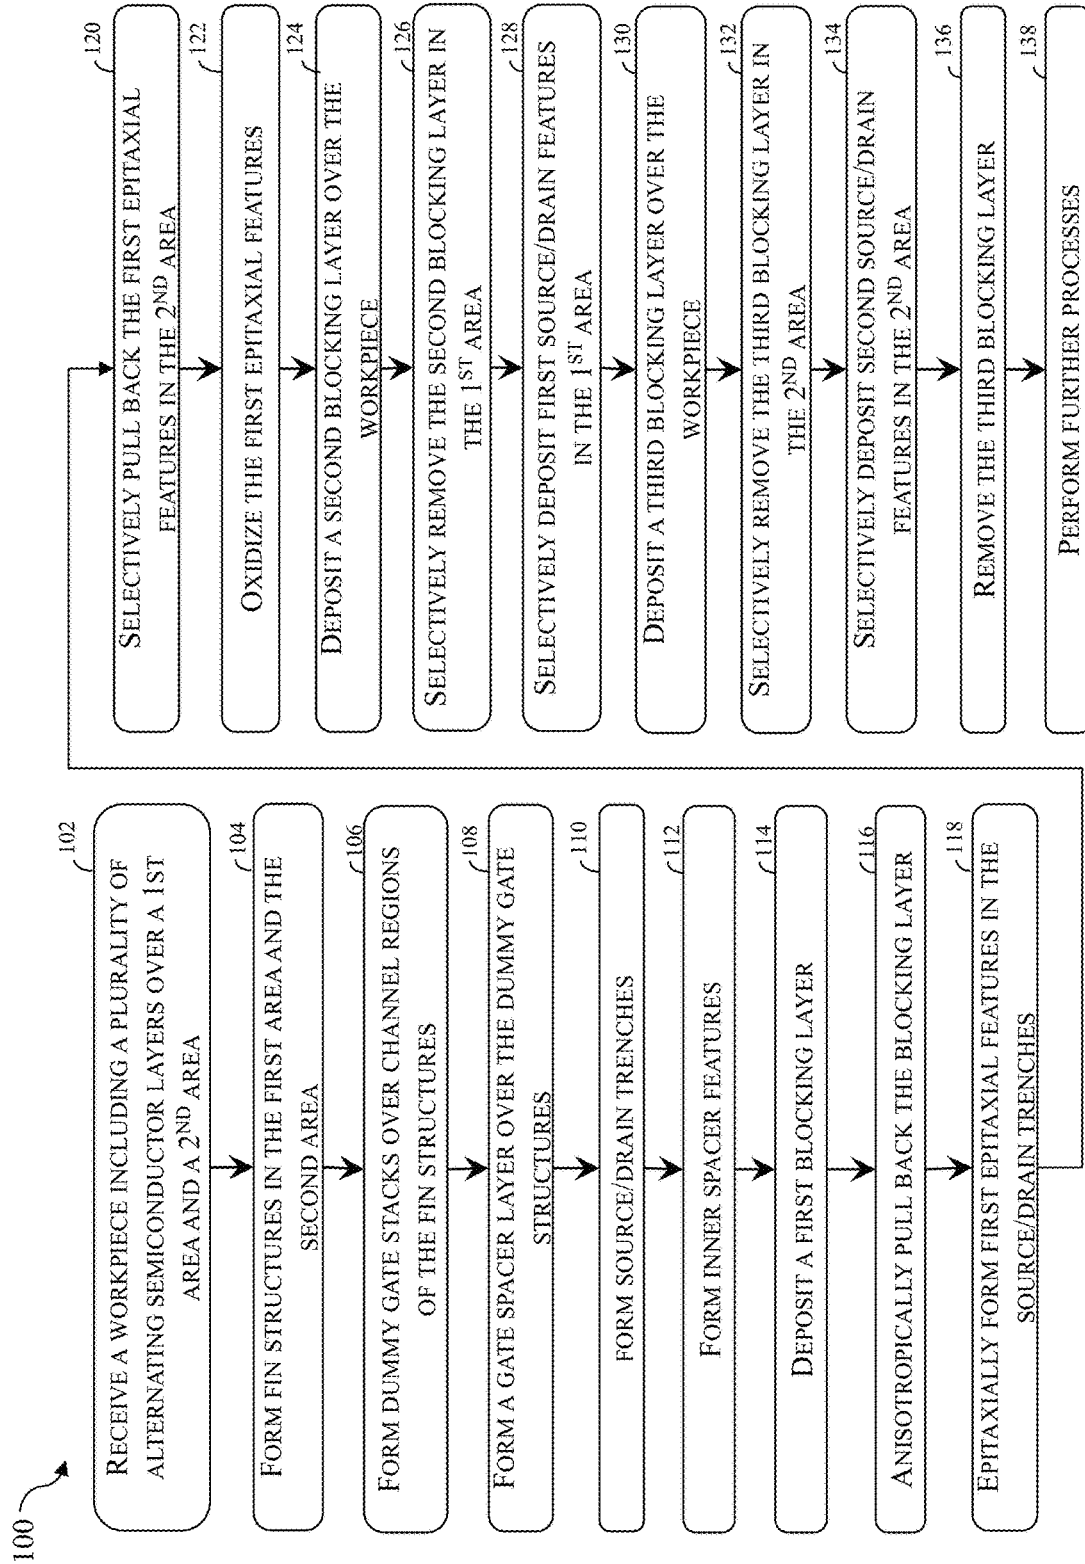 100
102
RECEIVE A WORKPIECE INCLUDING A PLURALITY OF
ALTERNATING SEMICONDUCTOR LAYERS OVER A 1ST
AREA AND A 2ND AREA
104
FORM FIN STRUCTURES IN THE FIRST AREA AND THE
SECOND AREA
106
FORM DUMMY GATE STACKS OVER CHANNEL REGIONS
OF THE FIN STRUCTURES
108
FORM A GATE SPACER LAYER OVER THE DUMMY GATE
STRUCTURES
110
FORM SOURCE/DRAIN TRENCHES
112
FORM INNER SPACER FEATURES
114
DEPOSIT A FIRST BLOCKING LAYER
116
ANISOTROPICALLY PULL BACK THE BLOCKING LAYER
118
EPITAXIALLY FORM FIRST EPITAXIAL FEATURES IN THE
SOURCE/DRAIN TRENCHES
120
SELECTIVELY PULL BACK THE FIRST EPITAXIAL
FEATURES IN THE 2ND AREA
122
OXIDIZE THE FIRST EPITAXIAL FEATURES
124
DEPOSIT A SECOND BLOCKING LAYER OVER THE
WORKPIECE
126
SELECTIVELY REMOVE THE SECOND BLOCKING LAYER IN
THE 1ST AREA
128
SELECTIVELY DEPOSIT FIRST SOURCE/DRAIN FEATURES
IN THE 1ST AREA
130
DEPOSIT A THIRD BLOCKING LAYER OVER THE
WORKPIECE
132
SELECTIVELY REMOVE THE THIRD BLOCKING LAYER IN
THE 2ND AREA
134
SELECTIVELY DEPOSIT SECOND SOURCE/DRAIN
FEATURES IN THE 2ND AREA
136
REMOVE THE THIRD BLOCKING LAYER
138
PERFORM FURTHER PROCESSES